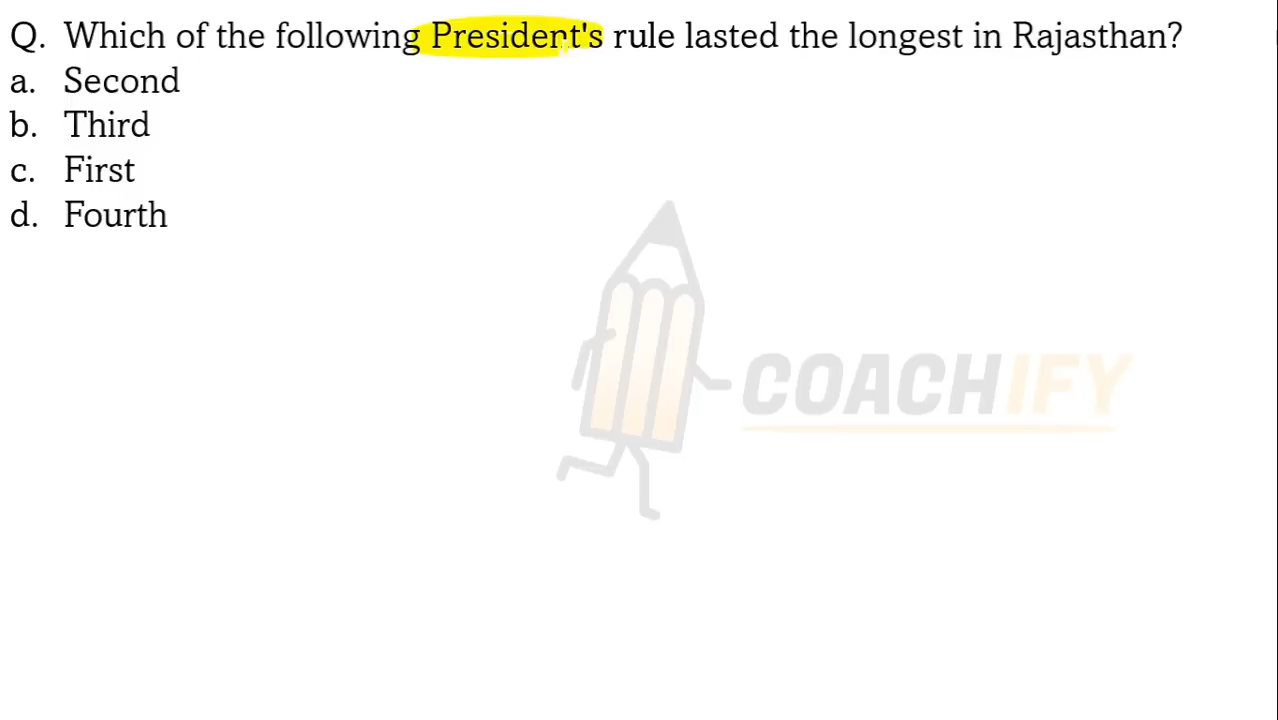 Q. Which of the following President's rule lasted the longest in Rajasthan?
a. Second
b. Third
c. First
d. Fourth
COACHIFY